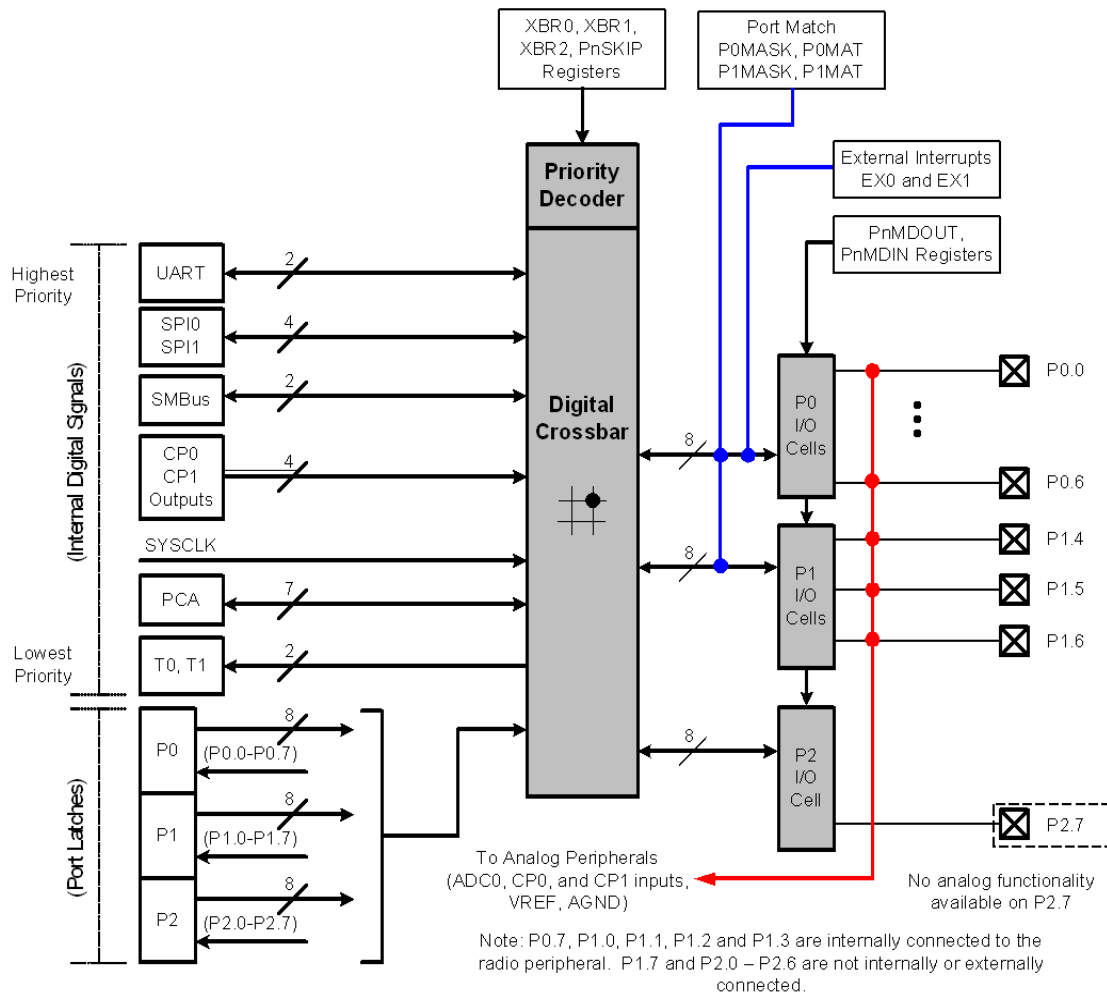 XBR0, XBR1,
XBR2, PnSKIP
Registers
Port Match
P0MASK, P0MAT
P1MASK, P1MAT
External Interrupts
EX0 and EX1
PnMDOUT,
PnMDIN Registers
Priority
Decoder
Digital
Crossbar
Highest
Priority
(Internal Digital Signals)
Lowest
Priority
UART
2
SPI0
SPI1
4
SMBus
2
CP0
CP1
Outputs
4
SYSCLK
PCA
7
T0, T1
2
(Port Latches)
P0
8
(P0.0-P0.7)
P1
8
(P1.0-P1.7)
P2
8
(P2.0-P2.7)
8
P0
I/O
Cells
P0.0
P0.6
8
P1
I/O
Cells
P1.4
P1.5
P1.6
8
P2
I/O
Cell
P2.7
To Analog Peripherals
(ADC0, CP0, and CP1 inputs,
VREF, AGND)
No analog functionality
available on P2.7
Note: P0.7, P1.0, P1.1, P1.2 and P1.3 are internally connected to the
radio peripheral. P1.7 and P2.0 – P2.6 are not internally or externally
connected.